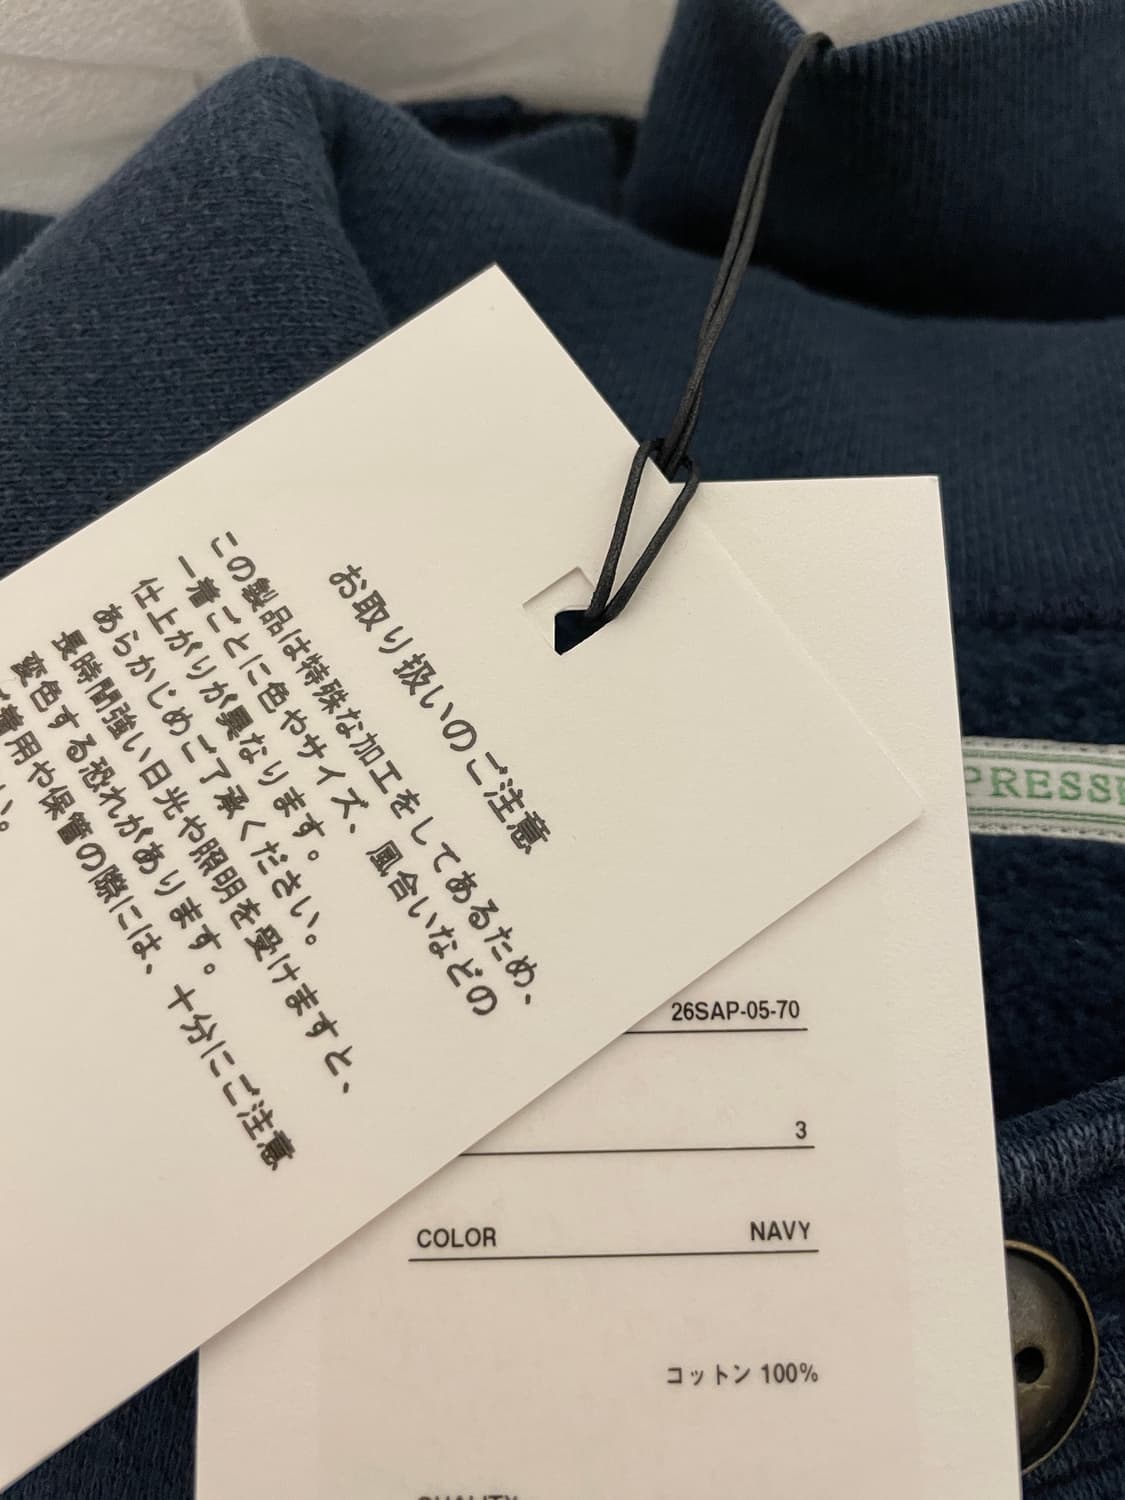 お取り扱いのご注意
この製品は特殊な加工をしてあるため、
一着ごとに色やサイズ、風合いなどの
仕上がりが異なります。
あらかじめご了承ください。
長時間強い日光や照明を受けますと、
変色する恐れがあります。
ご着用や保管の際には、十分にご注意
い。
26SAP-05-70
3
COLOR NAVY
コットン 100%
QUALITY
PRESSE